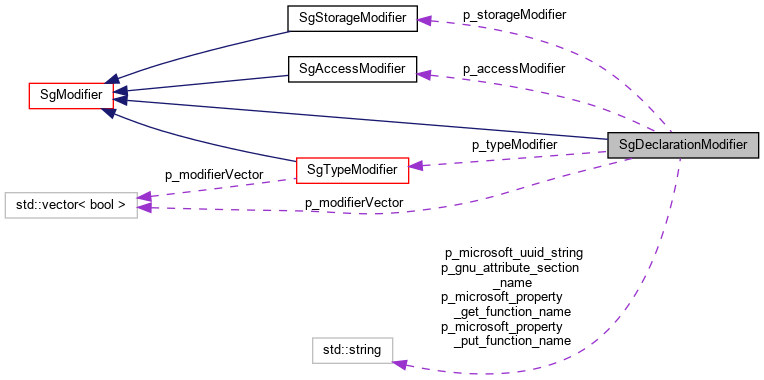 SgStorageModifier
p_storageModifier
SgAccessModifier
p_accessModifier
SgModifier
SgDeclarationModifier
p_typeModifier
SgTypeModifier
p_modifierVector
std::vector< bool >
p_modifierVector
p_microsoft_uuid_string
p_gnu_attribute_section
_name
p_microsoft_property
_get_function_name
p_microsoft_property
_put_function_name
std::string